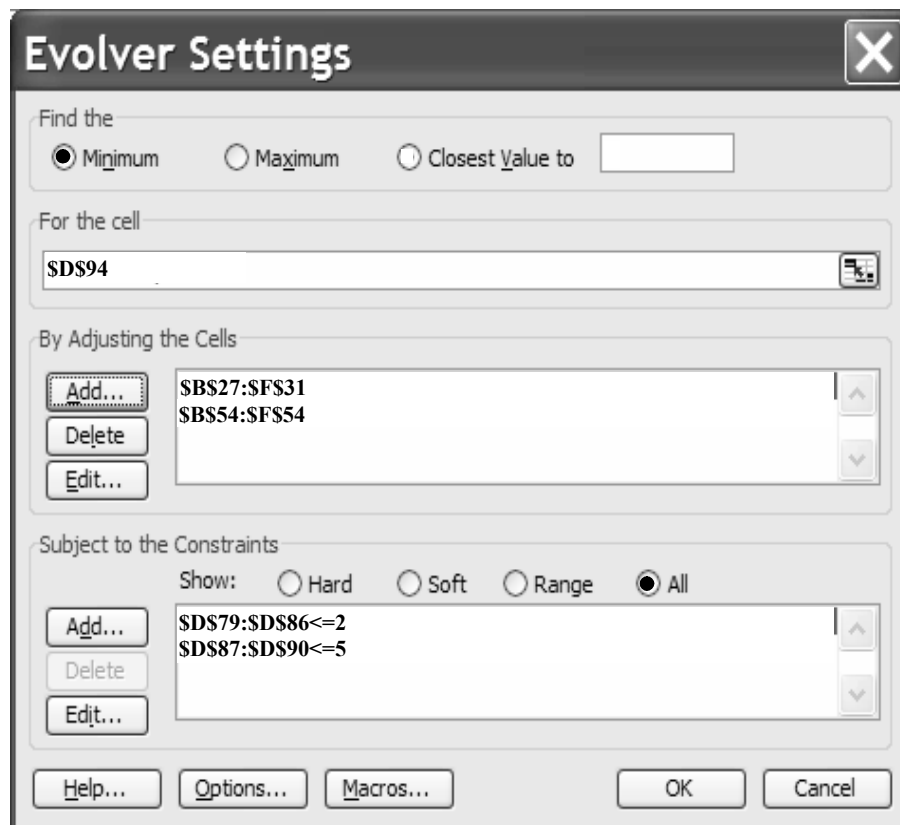 Evolver Settings
Find the
Minimum Maximum Closest Value to
For the cell
$D$94
By Adjusting the Cells
Add... $B$27:$F$31
$B$54:$F$54
Delete
Edit...
Subject to the Constraints
Show: Hard Soft Range All
Add... $D$79:$D$86<=2
$D$87:$D$90<=5
Delete
Edit...
Help... Options... Macros... OK Cancel